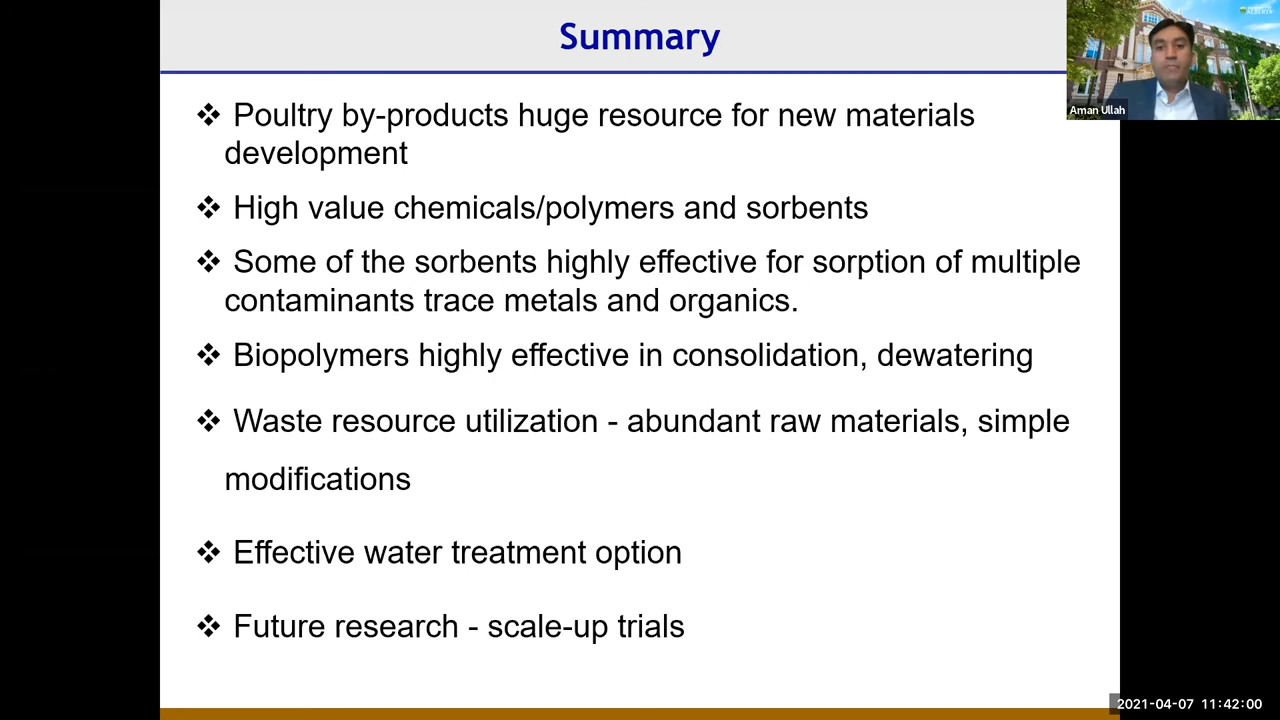 Summary
❖ Poultry by-products huge resource for new materials
development
❖ High value chemicals/polymers and sorbents
❖ Some of the sorbents highly effective for sorption of multiple
contaminants trace metals and organics.
❖ Biopolymers highly effective in consolidation, dewatering
❖ Waste resource utilization - abundant raw materials, simple
modifications
❖ Effective water treatment option
❖ Future research - scale-up trials
ALBERTA
Aman Ullah
2021-04-07 11:42:00